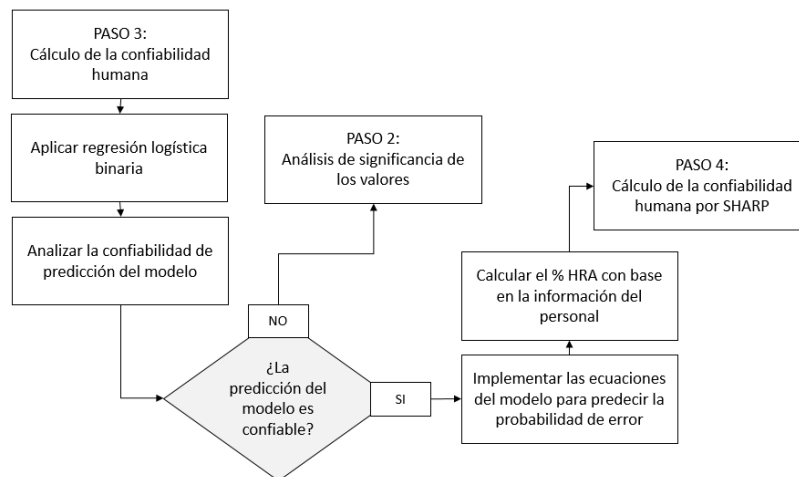 PASO 3:
Cálculo de la confiabilidad
humana
Aplicar regresión logística
binaria
Analizar la confiabilidad de
predicción del modelo
¿La
predicción del
modelo es
confiable?
NO
PASO 2:
Análisis de significancia de
los valores
SI
Implementar las ecuaciones
del modelo para predecir la
probabilidad de error
Calcular el % HRA con base
en la información del
personal
PASO 4:
Cálculo de la confiabilidad
humana por SHARP